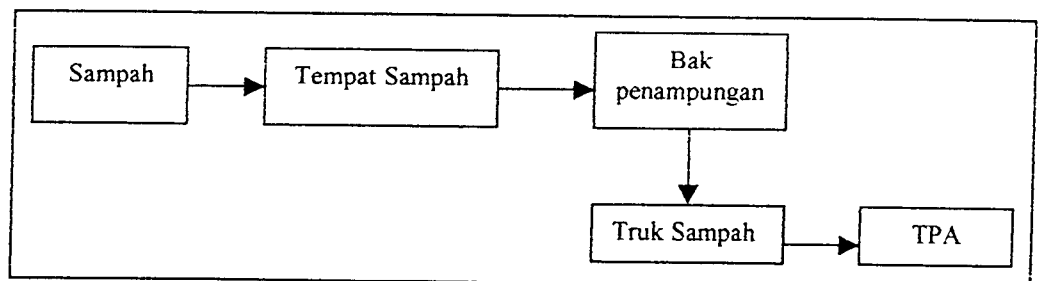 Sampah
Tempat Sampah
Bak
penampungan
Truk Sampah
TPA